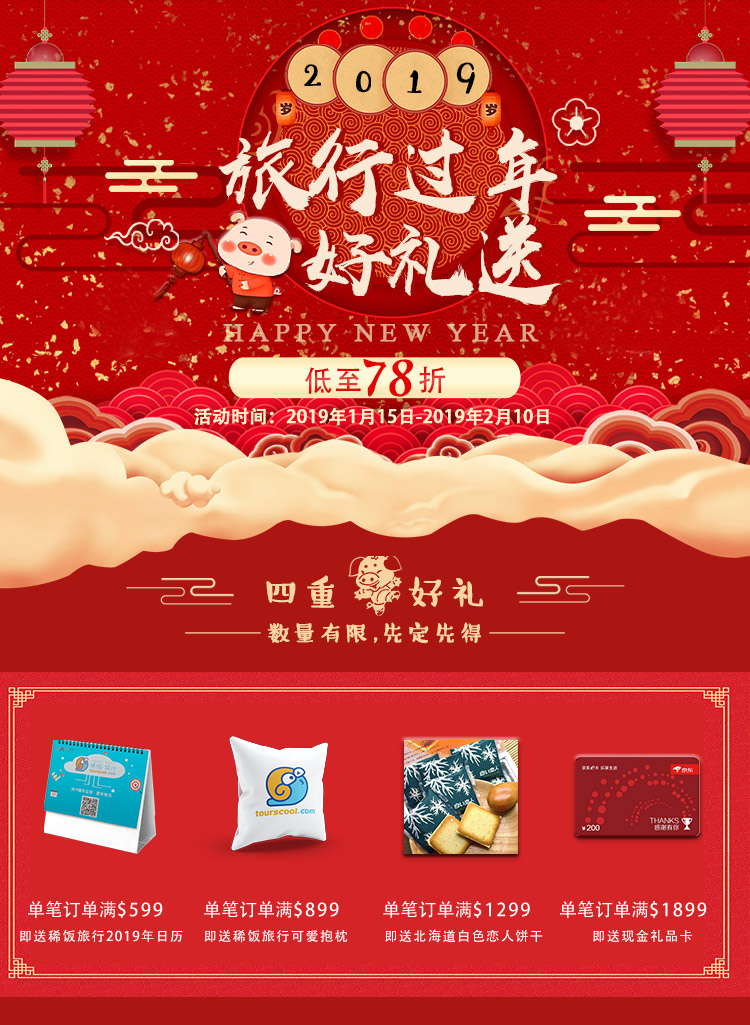 2019
岁 岁
旅行过年
好礼送
HAPPY NEW YEAR
低至78折
活动时间：2019年1月15日-2019年2月10日
四重 好礼
数量有限,先定先得
tourscool.com
京东
¥200
THANKS
感谢有你
单笔订单满$599
即送稀饭旅行2019年日历
单笔订单满$899
即送稀饭旅行可爱抱枕
单笔订单满$1299
即送北海道白色恋人饼干
单笔订单满$1899
即送现金礼品卡